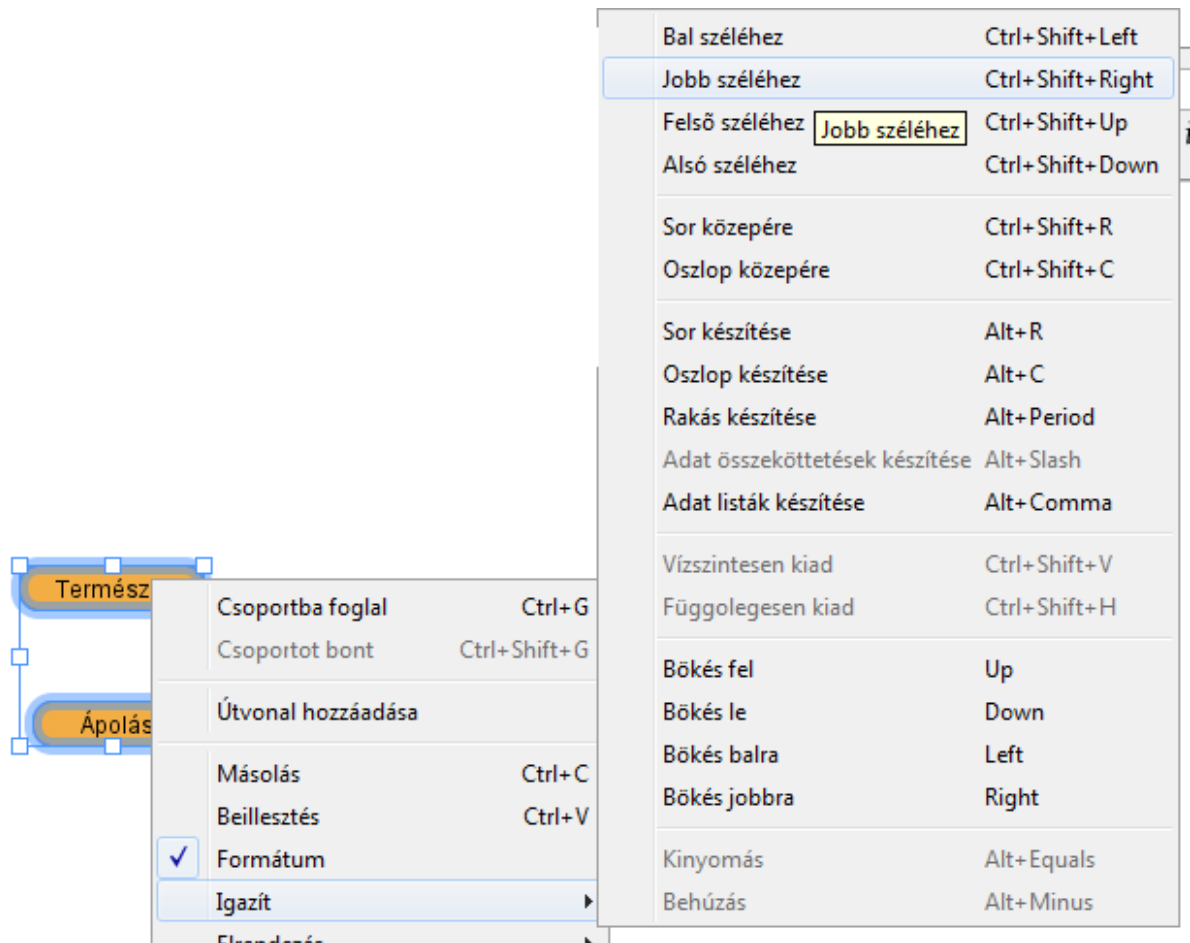 Bal széléhez Ctrl+Shift+Left
Jobb széléhez Ctrl+Shift+Right
Felső széléhez Jobb széléhez Ctrl+Shift+Up
Alsó széléhez Ctrl+Shift+Down
Sor közepére Ctrl+Shift+R
Oszlop közepére Ctrl+Shift+C
Sor készítése Alt+R
Oszlop készítése Alt+C
Rakás készítése Alt+Period
Adat összeköttetések készítése Alt+Slash
Adat listák készítése Alt+Comma
Vízszintesen kiad Ctrl+Shift+V
Függolegesen kiad Ctrl+Shift+H
Bökés fel Up
Bökés le Down
Bökés balra Left
Bökés jobbra Right
Kinyomás Alt+Equals
Behúzás Alt+Minus
Termész
Ápolás
Csoportba foglal Ctrl+G
Csoportot bont Ctrl+Shift+G
Útvonal hozzáadása
Másolás Ctrl+C
Beillesztés Ctrl+V
Formátum
Igazít